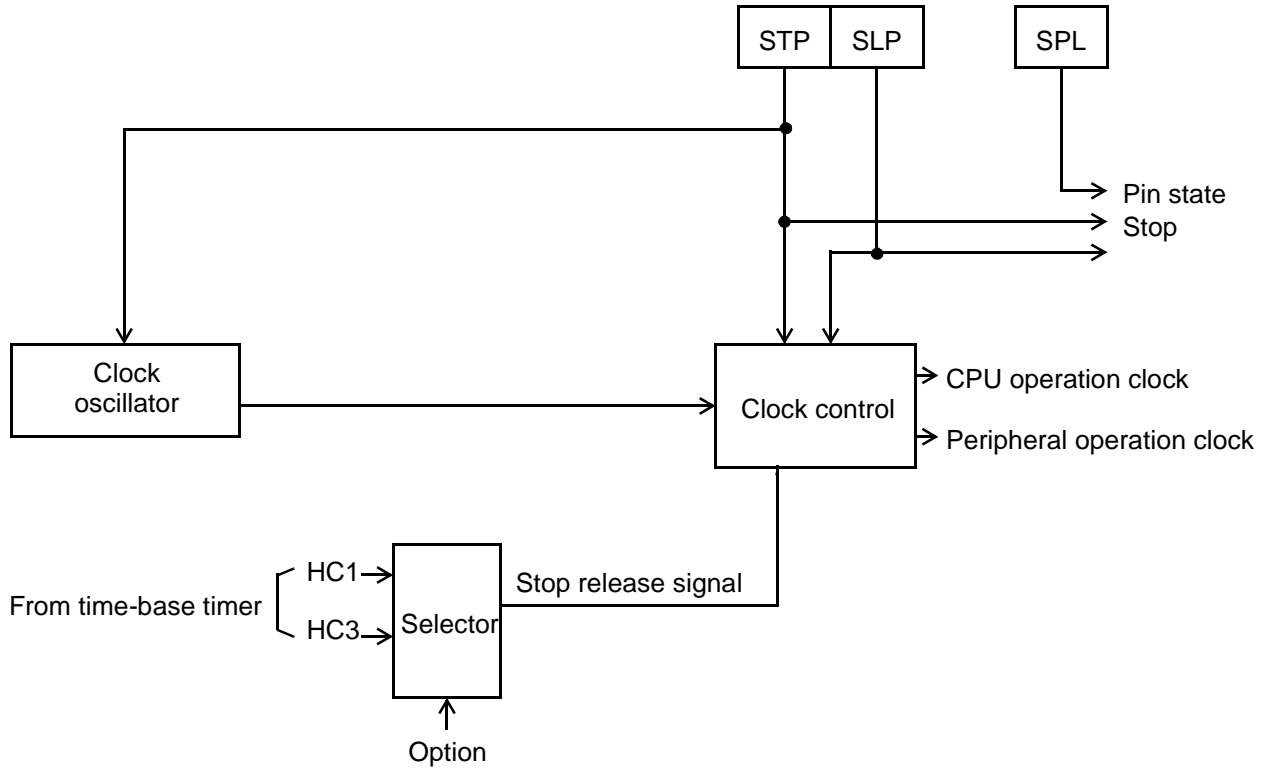 STP
SLP
SPL
Pin state
Stop
Clock
oscillator
Clock control
CPU operation clock
Peripheral operation clock
From time-base timer
HC1
HC3
Selector
Stop release signal
Option